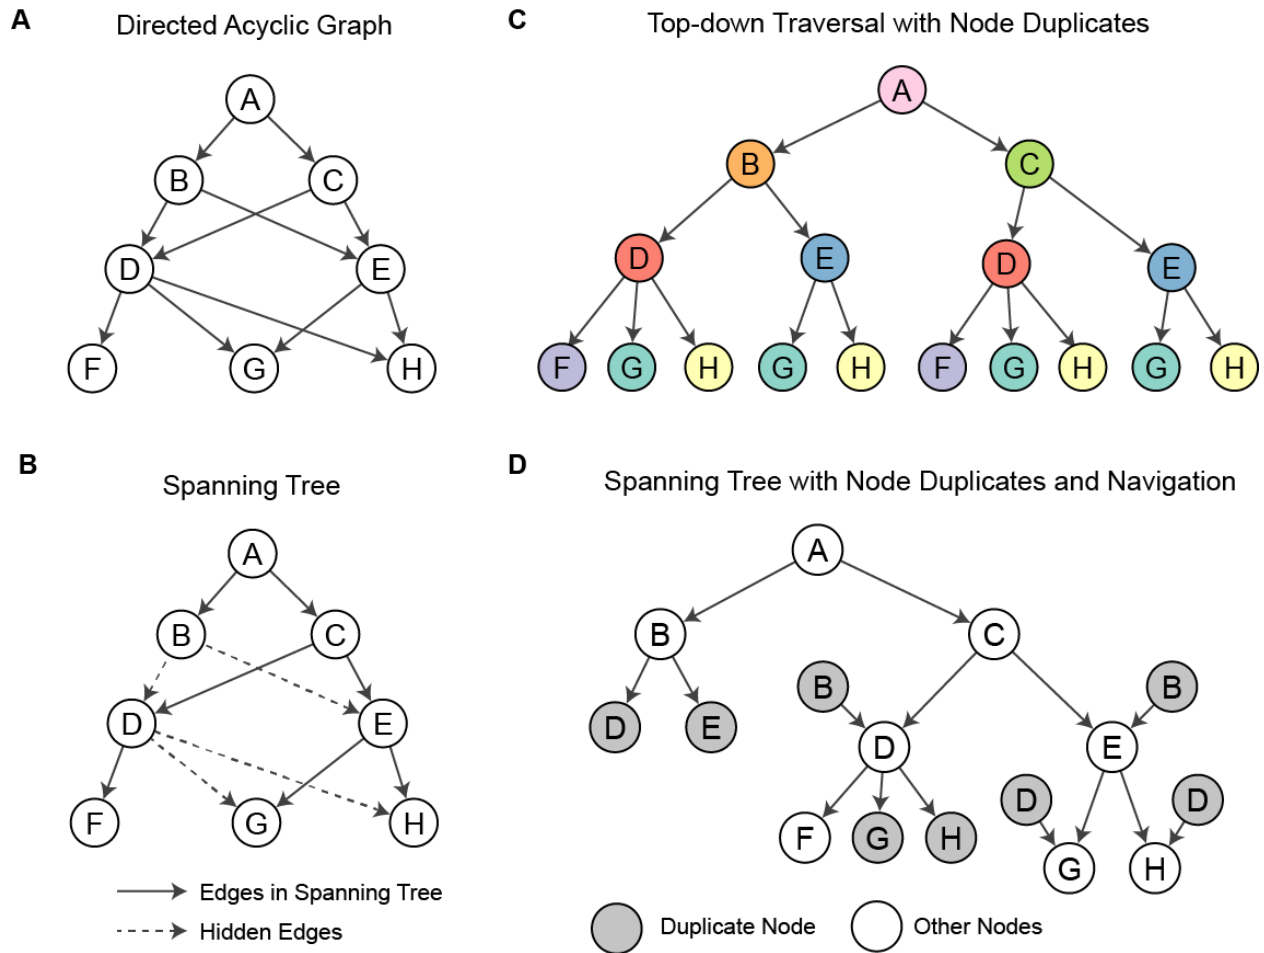 A
Directed Acyclic Graph
A
B
C
D
E
F
G
H
B
Spanning Tree
A
B
C
D
E
F
G
H
Edges in Spanning Tree
Hidden Edges
C
Top-down Traversal with Node Duplicates
A
B
C
D
E
D
E
F
G
H
G
H
F
G
H
G
H
D
Spanning Tree with Node Duplicates and Navigation
A
B
C
B
B
D
E
D
E
D
D
F
G
H
G
H
Duplicate Node
Other Nodes